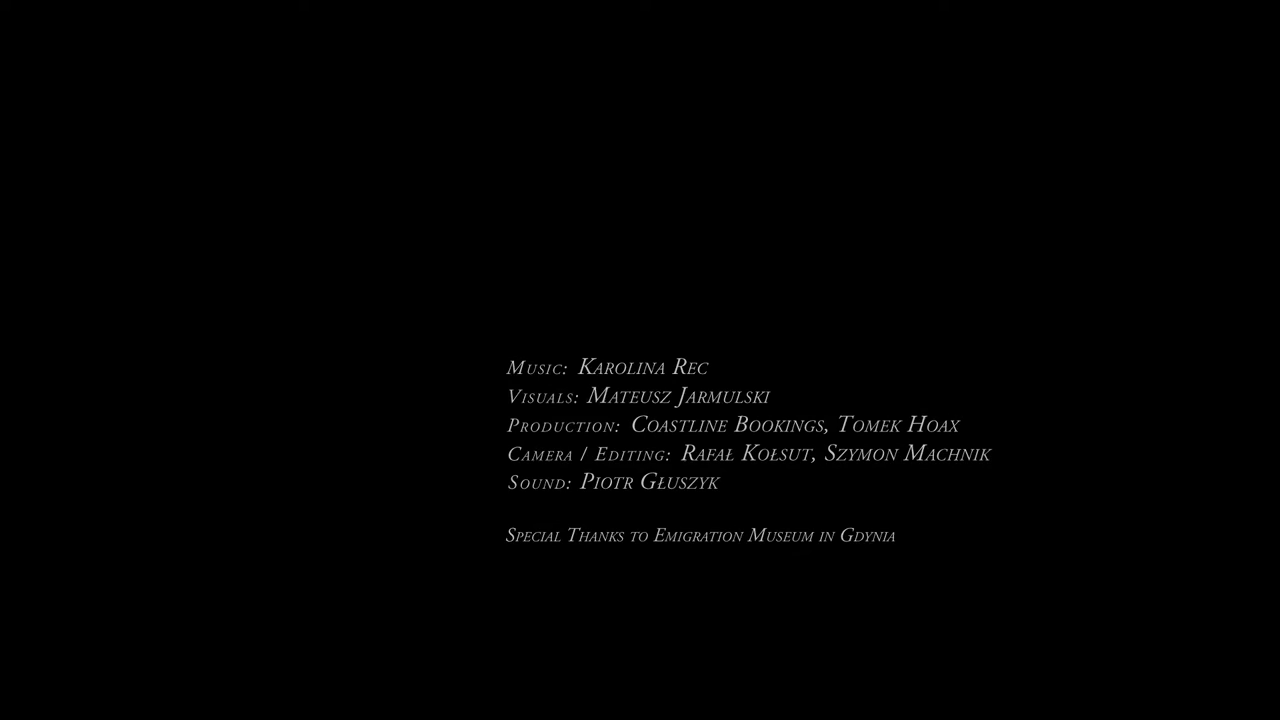 Music: Karolina Rec
Visuals: Mateusz Jarmulski
Production: Coastline Bookings, Tomek Hoax
Camera / Editing: Rafał Kołsut, Szymon Machnik
Sound: Piotr Głuszyk
Special Thanks to Emigration Museum in Gdynia